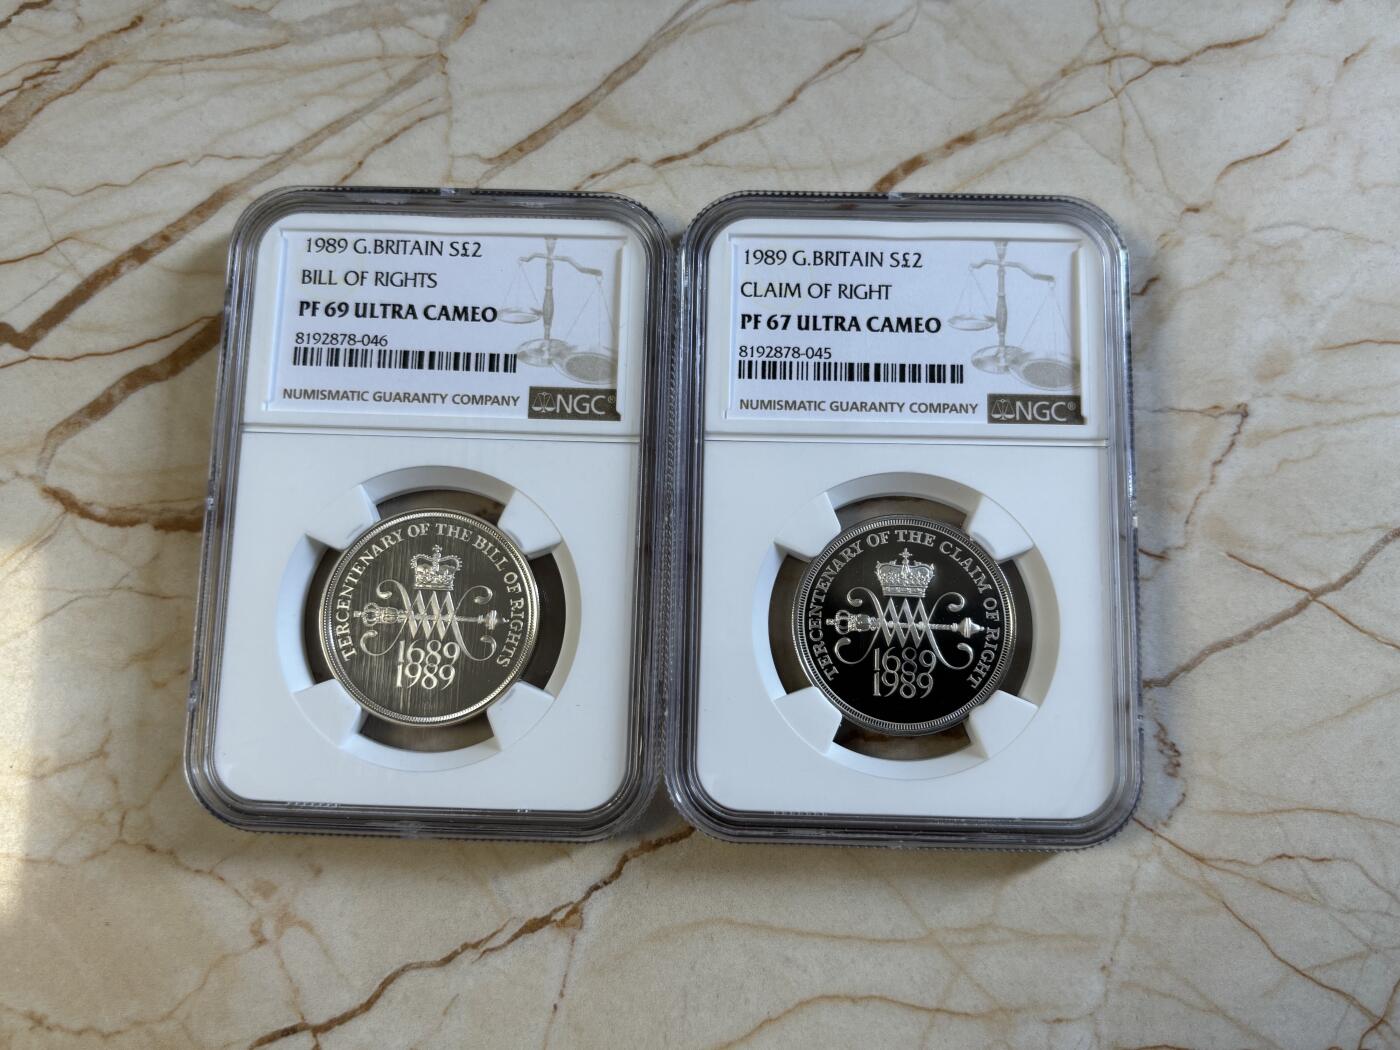 1989 G.BRITAIN S£2
BILL OF RIGHTS
PF 69 ULTRA CAMEO
8192878-046
NUMISMATIC GUARANTY COMPANY
NGC®
TERCENTENARY OF THE BILL OF RIGHTS
1689
1989
1989 G.BRITAIN S£2
CLAIM OF RIGHT
PF 67 ULTRA CAMEO
8192878-045
NUMISMATIC GUARANTY COMPANY
NGC®
TERCENTENARY OF THE CLAIM OF RIGHT
1689
1989